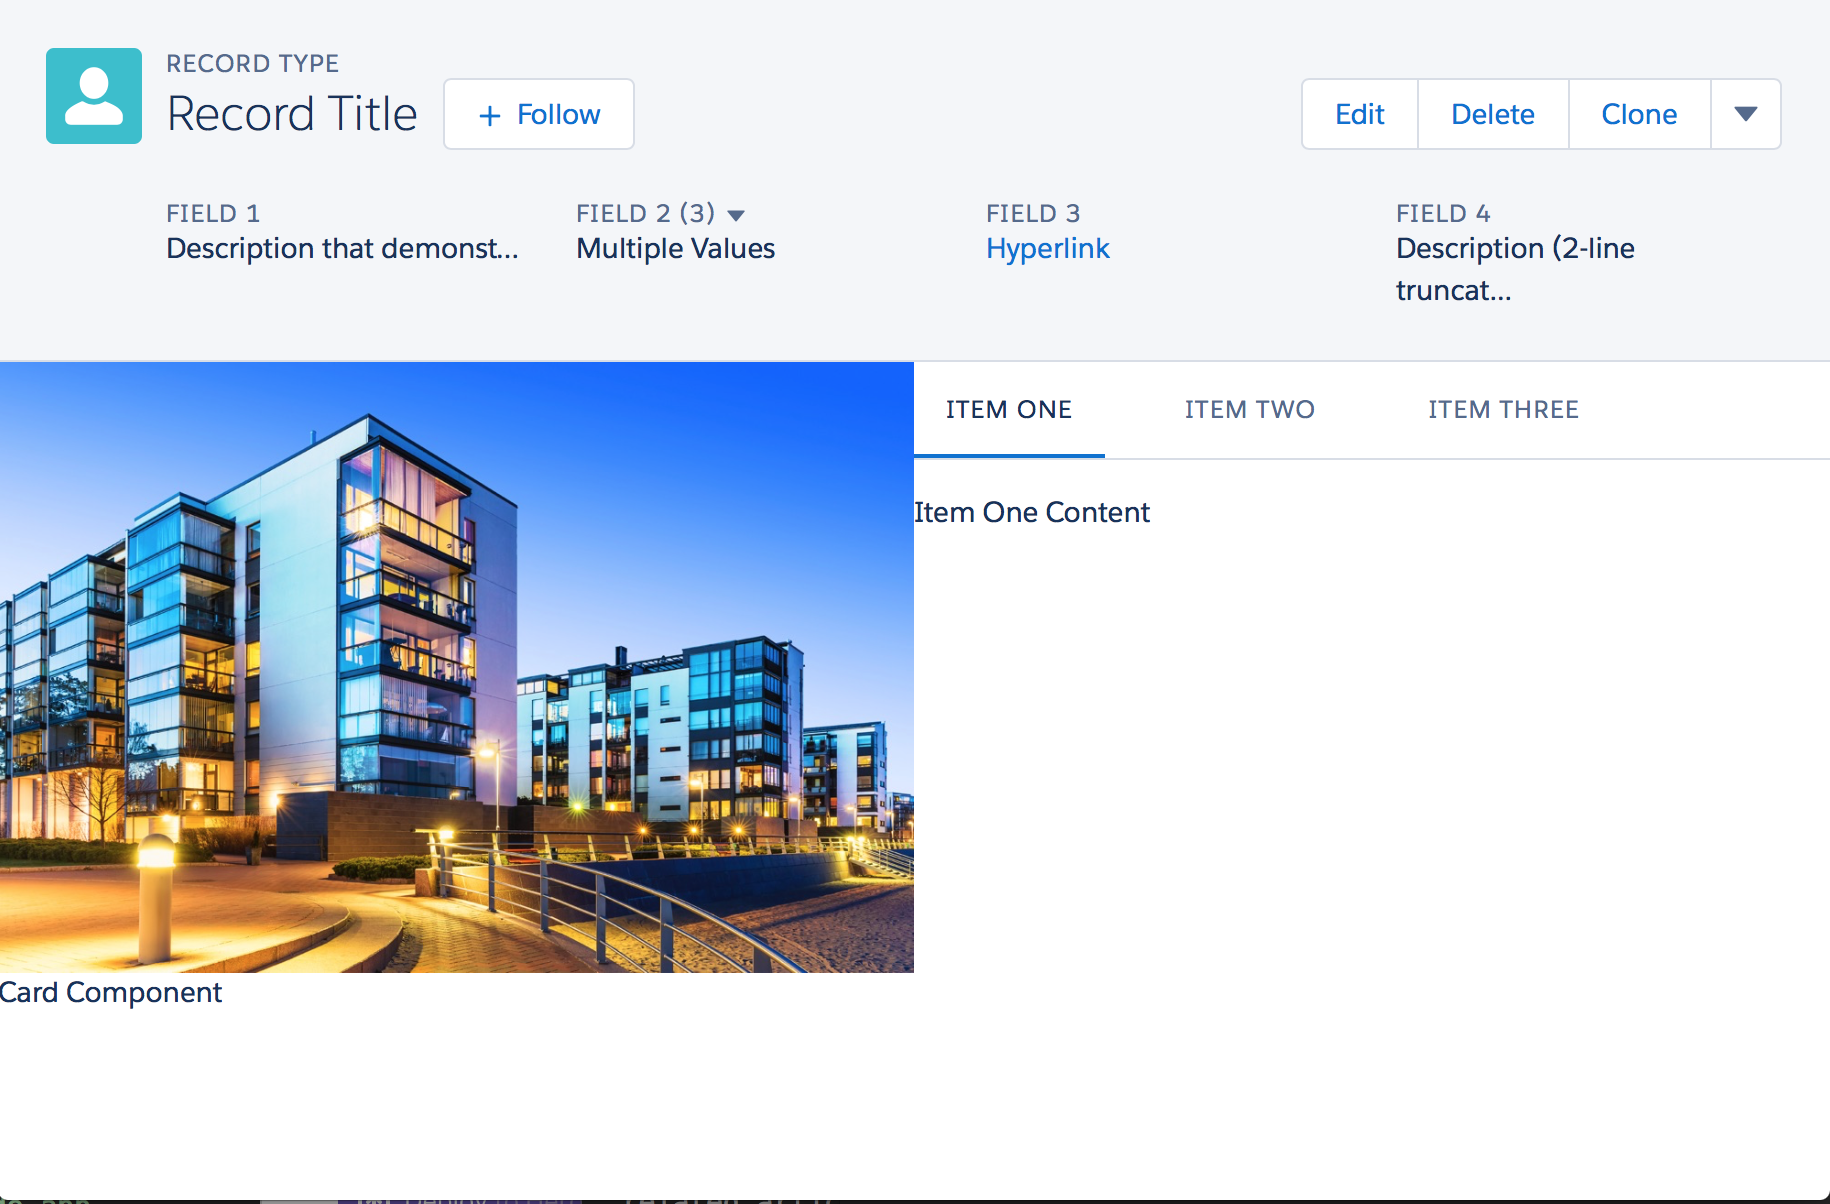 RECORD TYPE
Record Title
+ Follow
Edit
Delete
Clone
FIELD 1
Description that demonst...
FIELD 2 (3)
Multiple Values
FIELD 3
Hyperlink
FIELD 4
Description (2-line
truncat...
ITEM ONE
ITEM TWO
ITEM THREE
Item One Content
Card Component